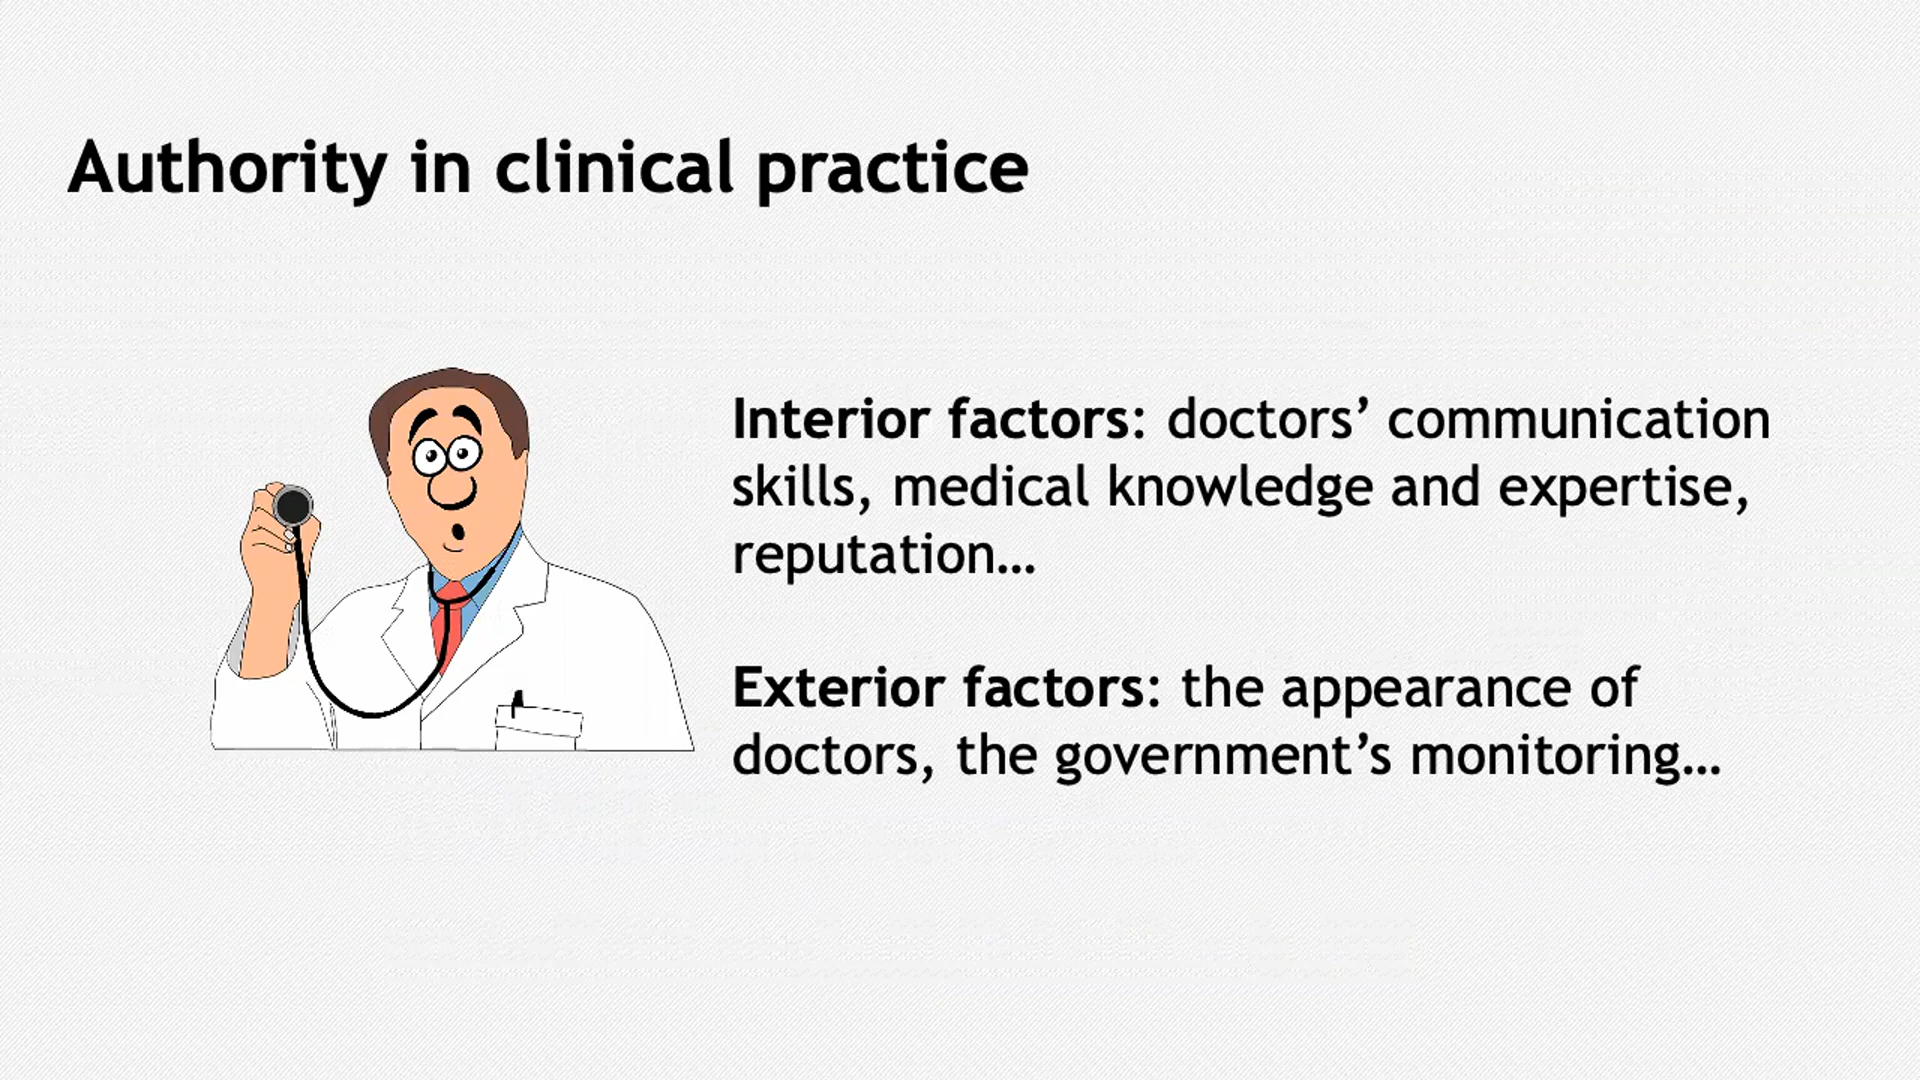 Authority in clinical practice
Interior factors: doctors’ communication
skills, medical knowledge and expertise,
reputation…
Exterior factors: the appearance of
doctors, the government’s monitoring…